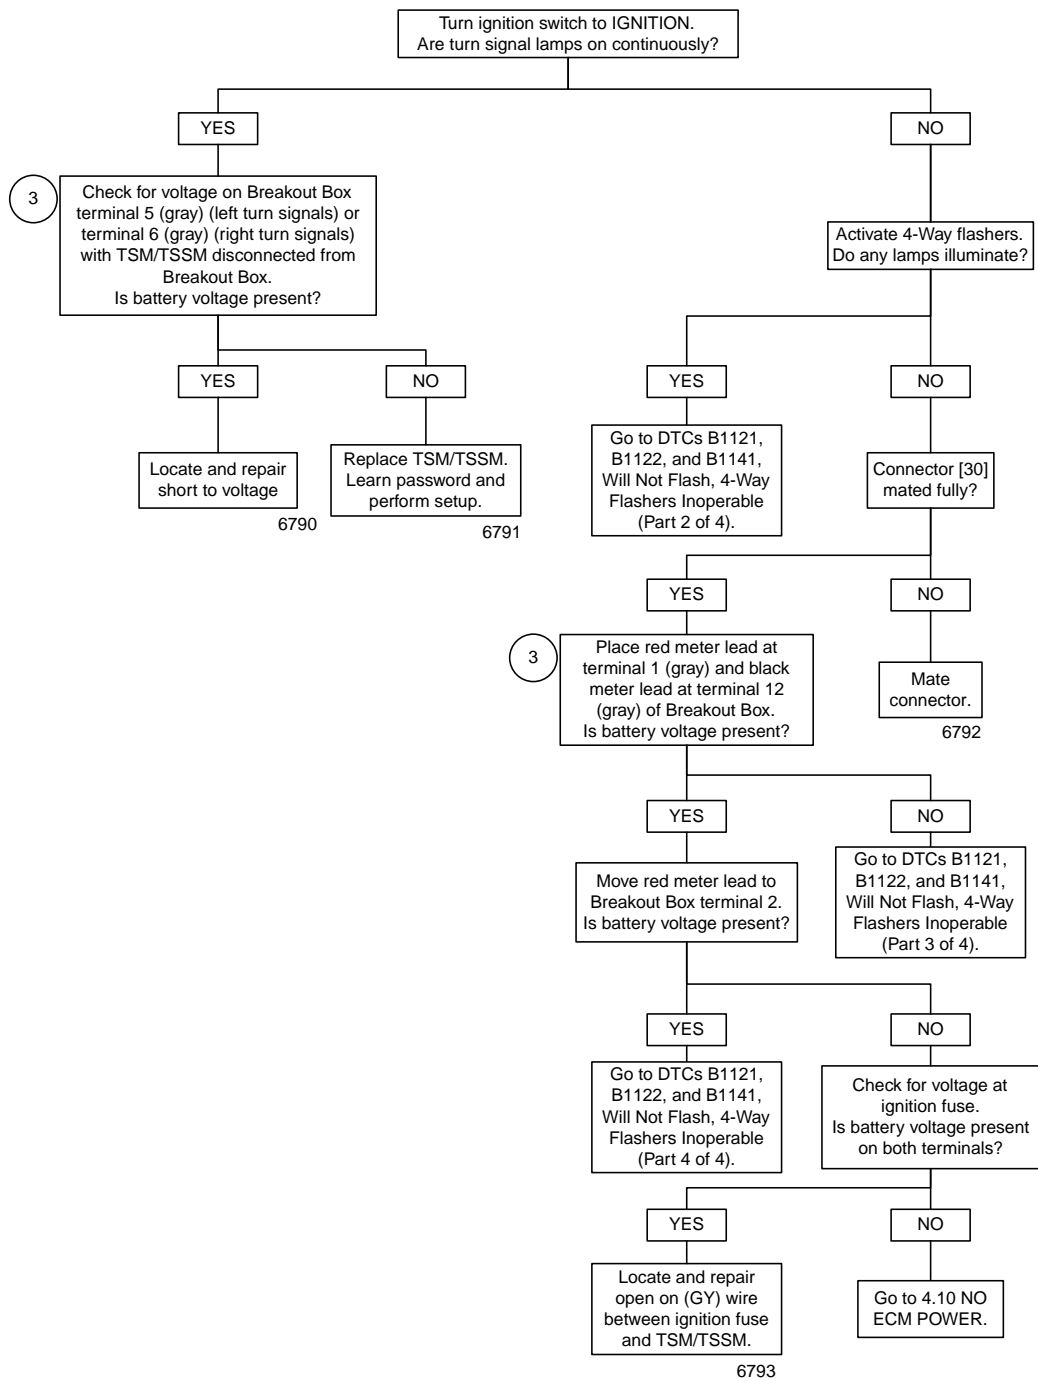 Turn ignition switch to IGNITION.
Are turn signal lamps on continuously?
YES
NO
3
Check for voltage on Breakout Box
terminal 5 (gray) (left turn signals) or
terminal 6 (gray) (right turn signals)
with TSM/TSSM disconnected from
Breakout Box.
Is battery voltage present?
Activate 4-Way flashers.
Do any lamps illuminate?
YES
NO
YES
NO
Locate and repair
short to voltage
6790
Replace TSM/TSSM.
Learn password and
perform setup.
6791
Go to DTCs B1121,
B1122, and B1141,
Will Not Flash, 4-Way
Flashers Inoperable
(Part 2 of 4).
Connector [30]
mated fully?
YES
NO
3
Place red meter lead at
terminal 1 (gray) and black
meter lead at terminal 12
(gray) of Breakout Box.
Is battery voltage present?
Mate
connector.
6792
YES
NO
Move red meter lead to
Breakout Box terminal 2.
Is battery voltage present?
Go to DTCs B1121,
B1122, and B1141,
Will Not Flash, 4-Way
Flashers Inoperable
(Part 3 of 4).
YES
NO
Go to DTCs B1121,
B1122, and B1141,
Will Not Flash, 4-Way
Flashers Inoperable
(Part 4 of 4).
Check for voltage at
ignition fuse.
Is battery voltage present
on both terminals?
YES
NO
Locate and repair
open on (GY) wire
between ignition fuse
and TSM/TSSM.
6793
Go to 4.10 NO
ECM POWER.